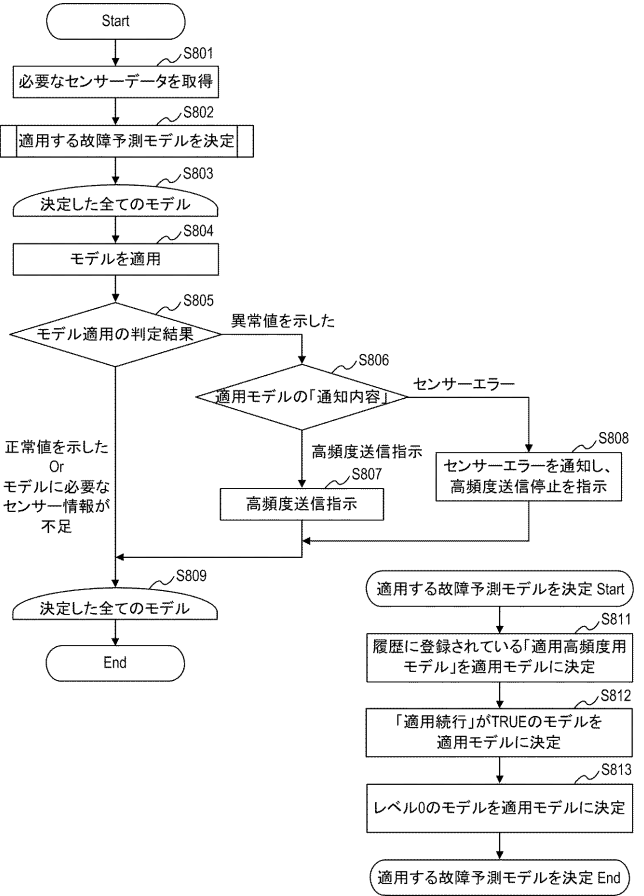 Start
S801
必要なセンサーデータを取得
S802
適用する故障予測モデルを決定
S803
決定した全てのモデル
S804
モデルを適用
S805
モデル適用の判定結果
異常値を示した
S806
適用モデルの「通知内容」
センサーエラー
正常値を示した
Or
モデルに必要な
センサー情報が
不足
高頻度送信指示
S807
高頻度送信指示
S808
センサーエラーを通知し、
高頻度送信停止を指示
S809
決定した全てのモデル
End
適用する故障予測モデルを決定 Start
S811
履歴に登録されている「適用高頻度用
モデル」を適用モデルに決定
S812
「適用続行」がTRUEのモデルを
適用モデルに決定
S813
レベル0のモデルを適用モデルに決定
適用する故障予測モデルを決定 End